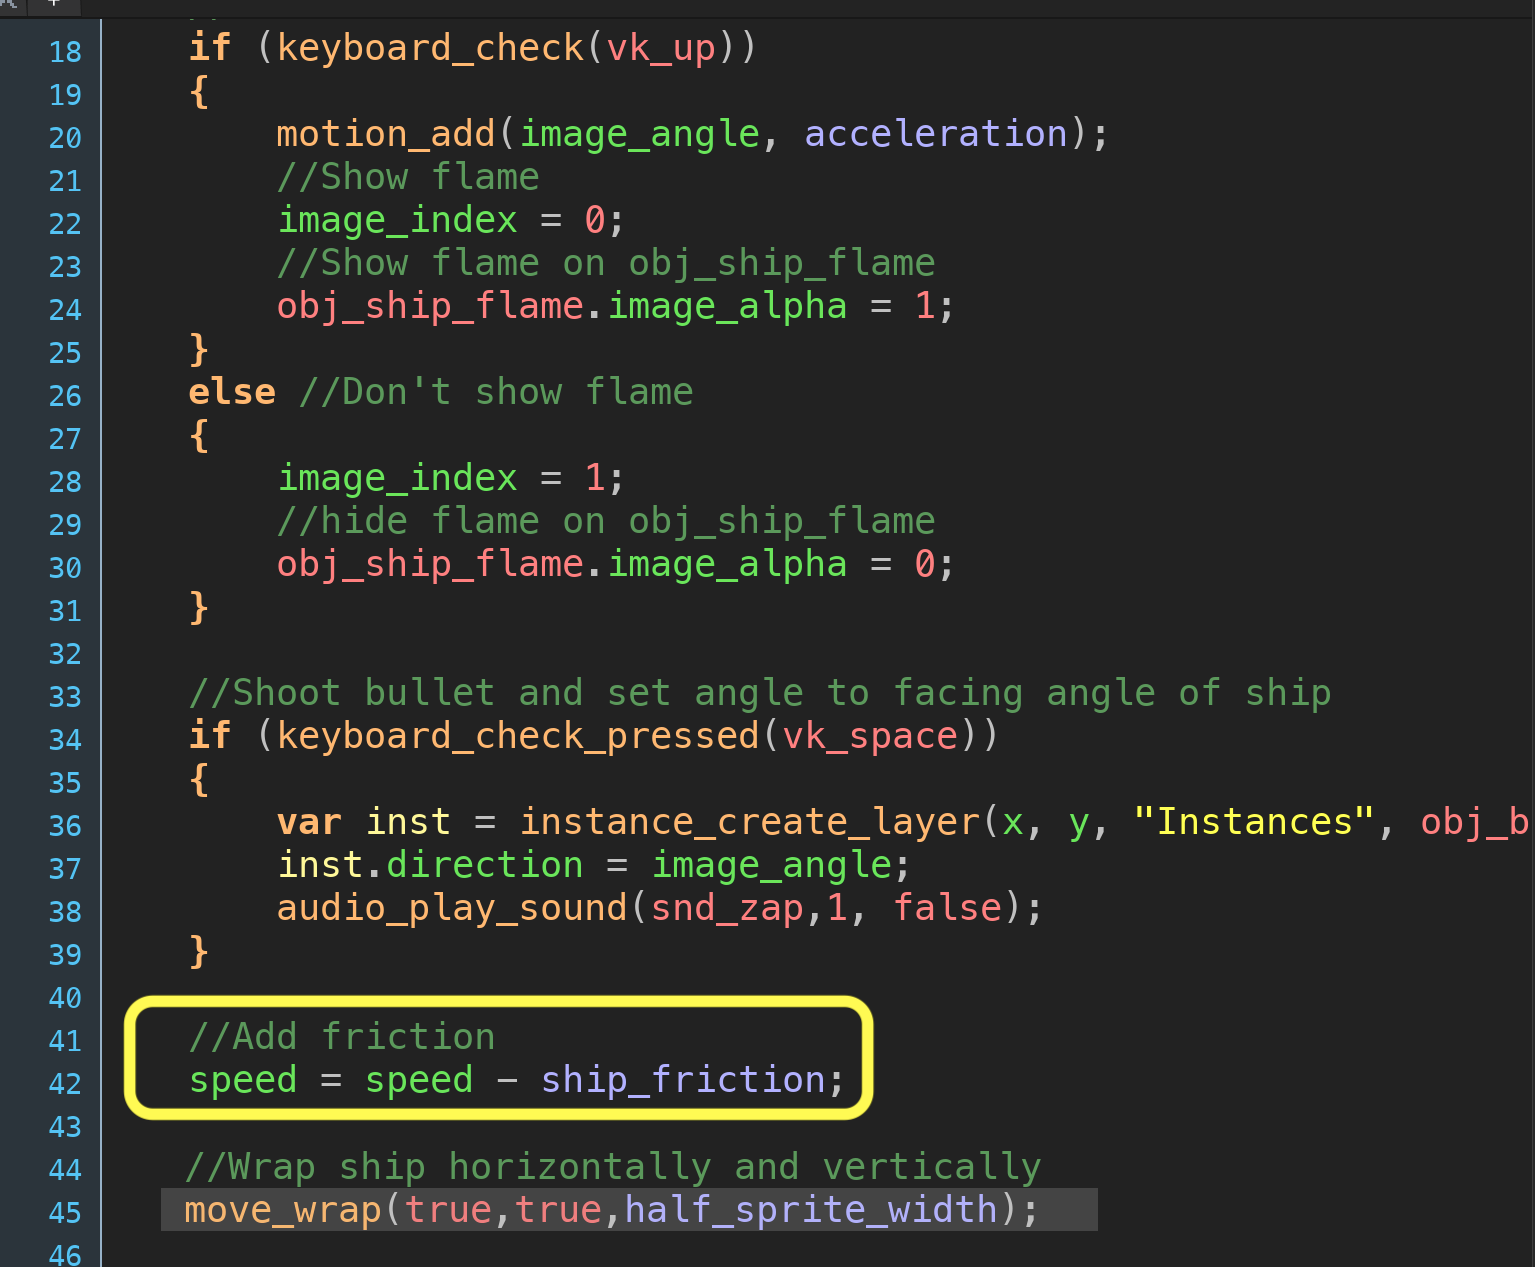 18 if (keyboard_check(vk_up))
19 {
20 motion_add(image_angle, acceleration);
21 //Show flame
22 image_index = 0;
23 //Show flame on obj_ship_flame
24 obj_ship_flame.image_alpha = 1;
25 }
26 else //Don't show flame
27 {
28 image_index = 1;
29 //hide flame on obj_ship_flame
30 obj_ship_flame.image_alpha = 0;
31 }
32
33 //Shoot bullet and set angle to facing angle of ship
34 if (keyboard_check_pressed(vk_space))
35 {
36 var inst = instance_create_layer(x, y, "Instances", obj_b
37 inst.direction = image_angle;
38 audio_play_sound(snd_zap,1, false);
39 }
40
41 //Add friction
42 speed = speed - ship_friction;
43
44 //Wrap ship horizontally and vertically
45 move_wrap(true,true,half_sprite_width);
46